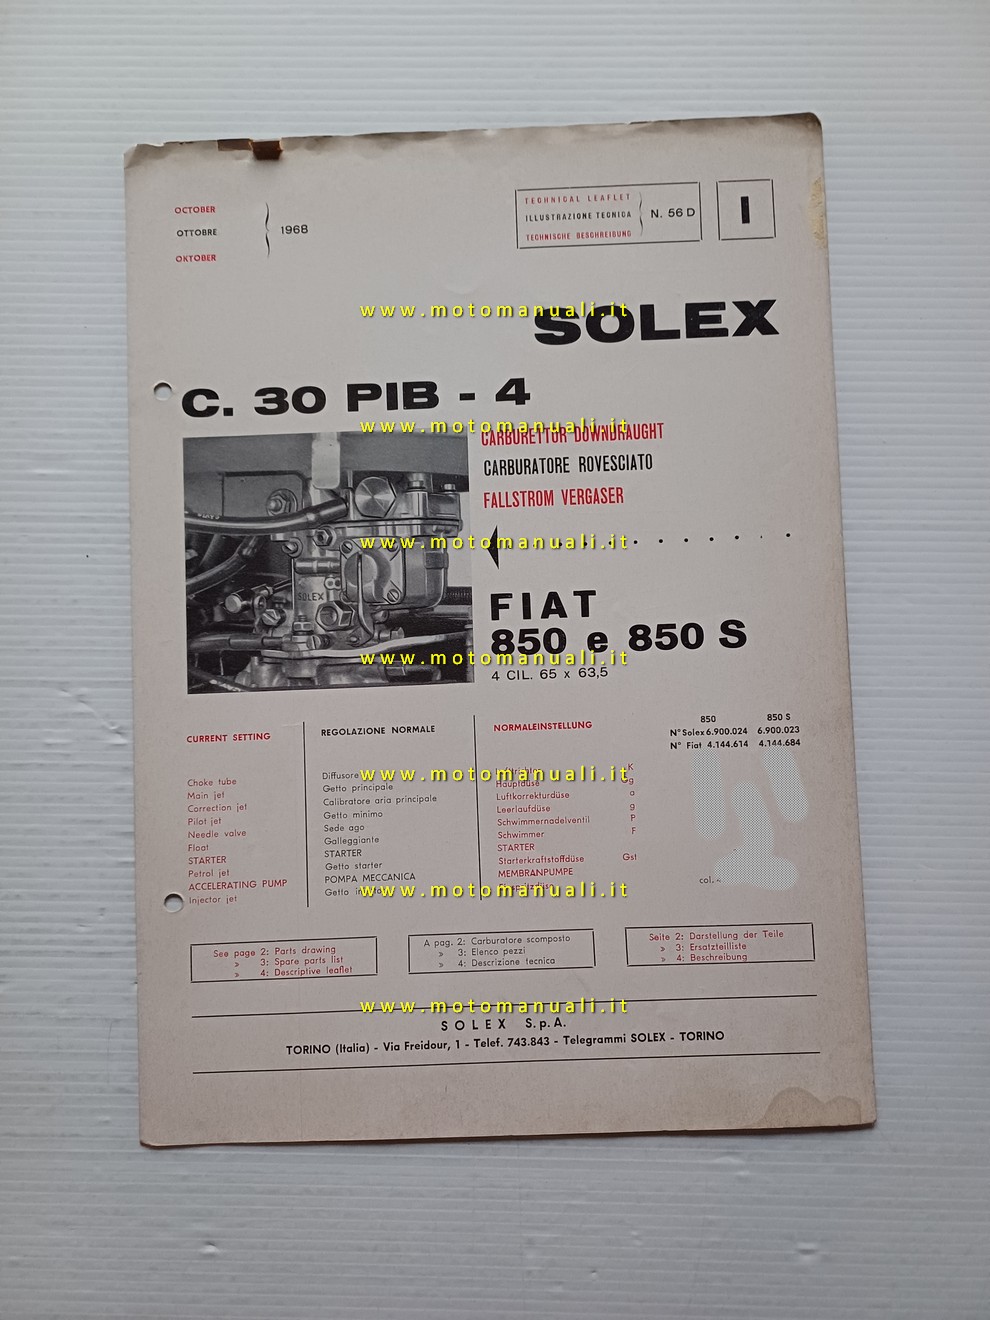 OCTOBER
OTTOBRE
OKTOBER
1968
TECHNICAL LEAFLET
ILLUSTRAZIONE TECNICA
TECHNISCHE BESCHREIBUNG
N. 56 D
I
www.motomanuali.it
SOLEX
C. 30 PIB - 4
www.motomanuali.it
CARBURETTOR DOWNDRAUGHT
CARBURATORE ROVESCIATO
FALLSTROM VERGASER
www.motomanuali.it
SOLEX
FIAT
850 e 850 S
www.motomanuali.it
4 CIL. 65 x 63,5
CURRENT SETTING
Choke tube
Main jet
Correction jet
Pilot jet
Needle valve
Float
STARTER
Petrol jet
ACCELERATING PUMP
Injector jet
REGOLAZIONE NORMALE
Diffusore
Getto principale
Calibratore aria principale
Getto minimo
Sede ago
Galleggiante
STARTER
Getto starter
POMPA MECCANICA
Getto
NORMALEINSTELLUNG
K
Hauptdüse g
Luftkorrekturdüse a
Leerlaufdüse g
Schwimmernadelventil P
Schwimmer F
STARTER
Starterkraftstoffdüse Gst
MEMBRANPUMPE
850 850 S
N° Solex 6.900.024 6.900.023
N° Fiat 4.144.614 4.144.684
col.
www.motomanuali.it
www.motomanuali.it
See page 2: Parts drawing
» 3: Spare parts list
» 4: Descriptive leaflet
A pag. 2: Carburatore scomposto
» 3: Elenco pezzi
» 4: Descrizione tecnica
Seite 2: Darstellung der Teile
» 3: Ersatzteilliste
» 4: Beschreibung
www.motomanuali.it
SOLEX S.p.A.
TORINO (Italia) - Via Freidour, 1 - Telef. 743.843 - Telegrammi SOLEX - TORINO